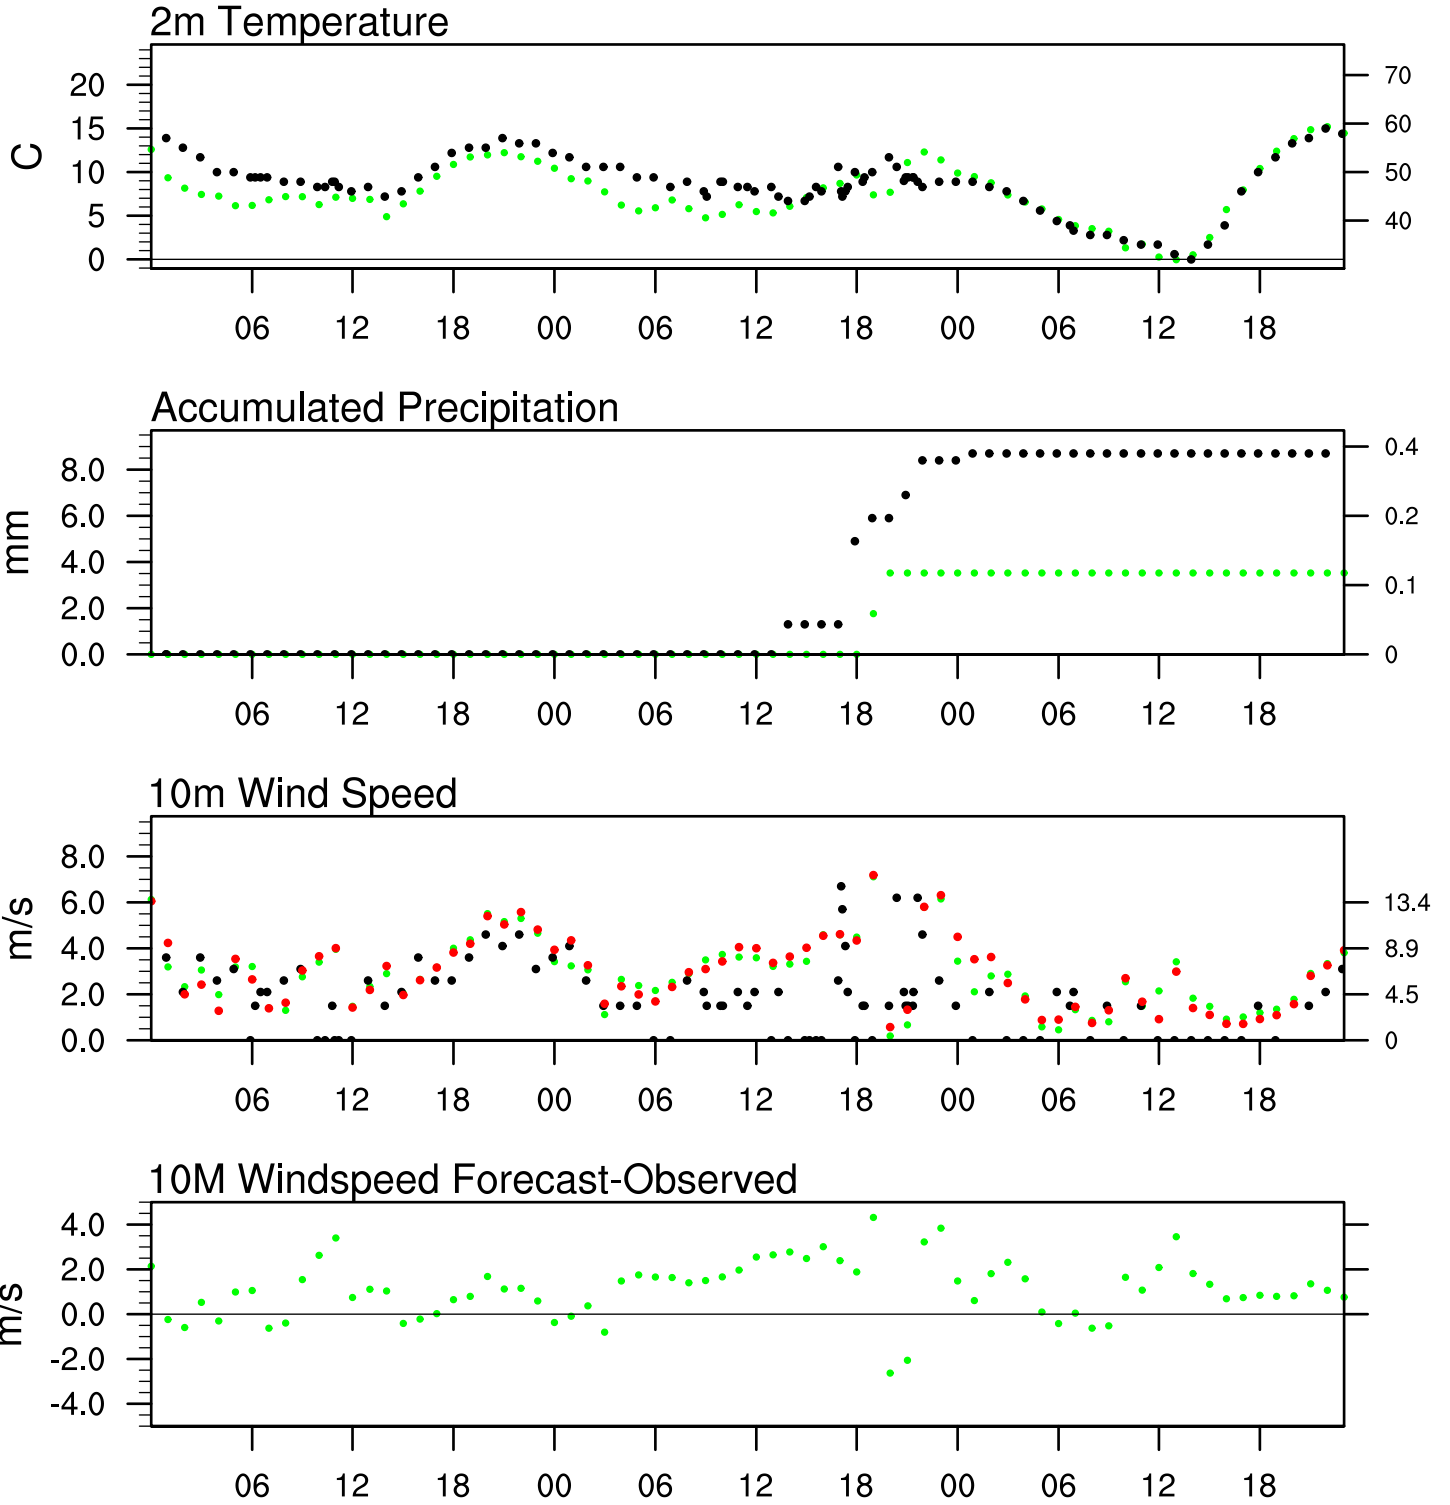 2m Temperature
20
15
10
5
0
C
70
60
50
40
06 12 18 00 06 12 18 00 06 12 18
Accumulated Precipitation
8.0
6.0
4.0
2.0
0.0
mm
0.4
0.2
0.1
0
06 12 18 00 06 12 18 00 06 12 18
10m Wind Speed
8.0
6.0
4.0
2.0
0.0
m/s
13.4
8.9
4.5
0
06 12 18 00 06 12 18 00 06 12 18
10M Windspeed Forecast-Observed
4.0
2.0
0.0
-2.0
-4.0
m/s
06 12 18 00 06 12 18 00 06 12 18